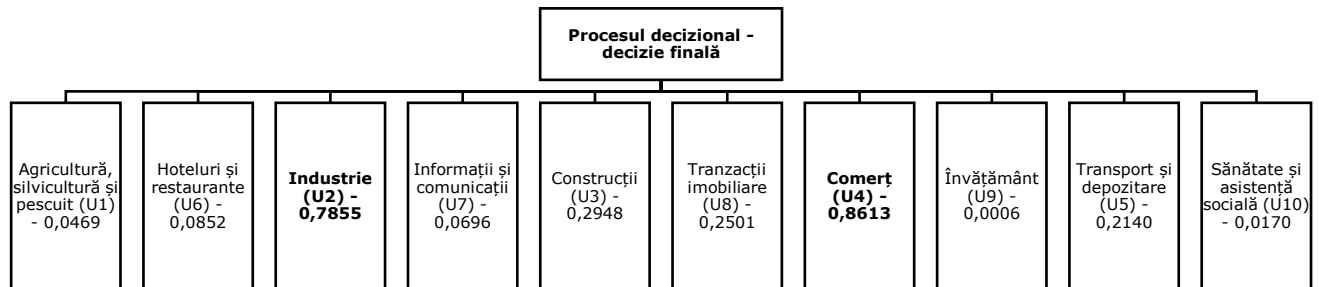 Procesul decizional -
decizie finală
Agricultură,
silvicultură și
pescuit (U1)
- 0,0469
Hoteluri și
restaurante
(U6) -
0,0852
Industrie
(U2) -
0,7855
Informații și
comunicații
(U7) -
0,0696
Construcții
(U3) -
0,2948
Tranzacții
imobiliare
(U8) -
0,2501
Comerț
(U4) -
0,8613
Învățământ
(U9) -
0,0006
Transport și
depozitare
(U5) -
0,2140
Sănătate și
asistență
socială (U10)
- 0,0170